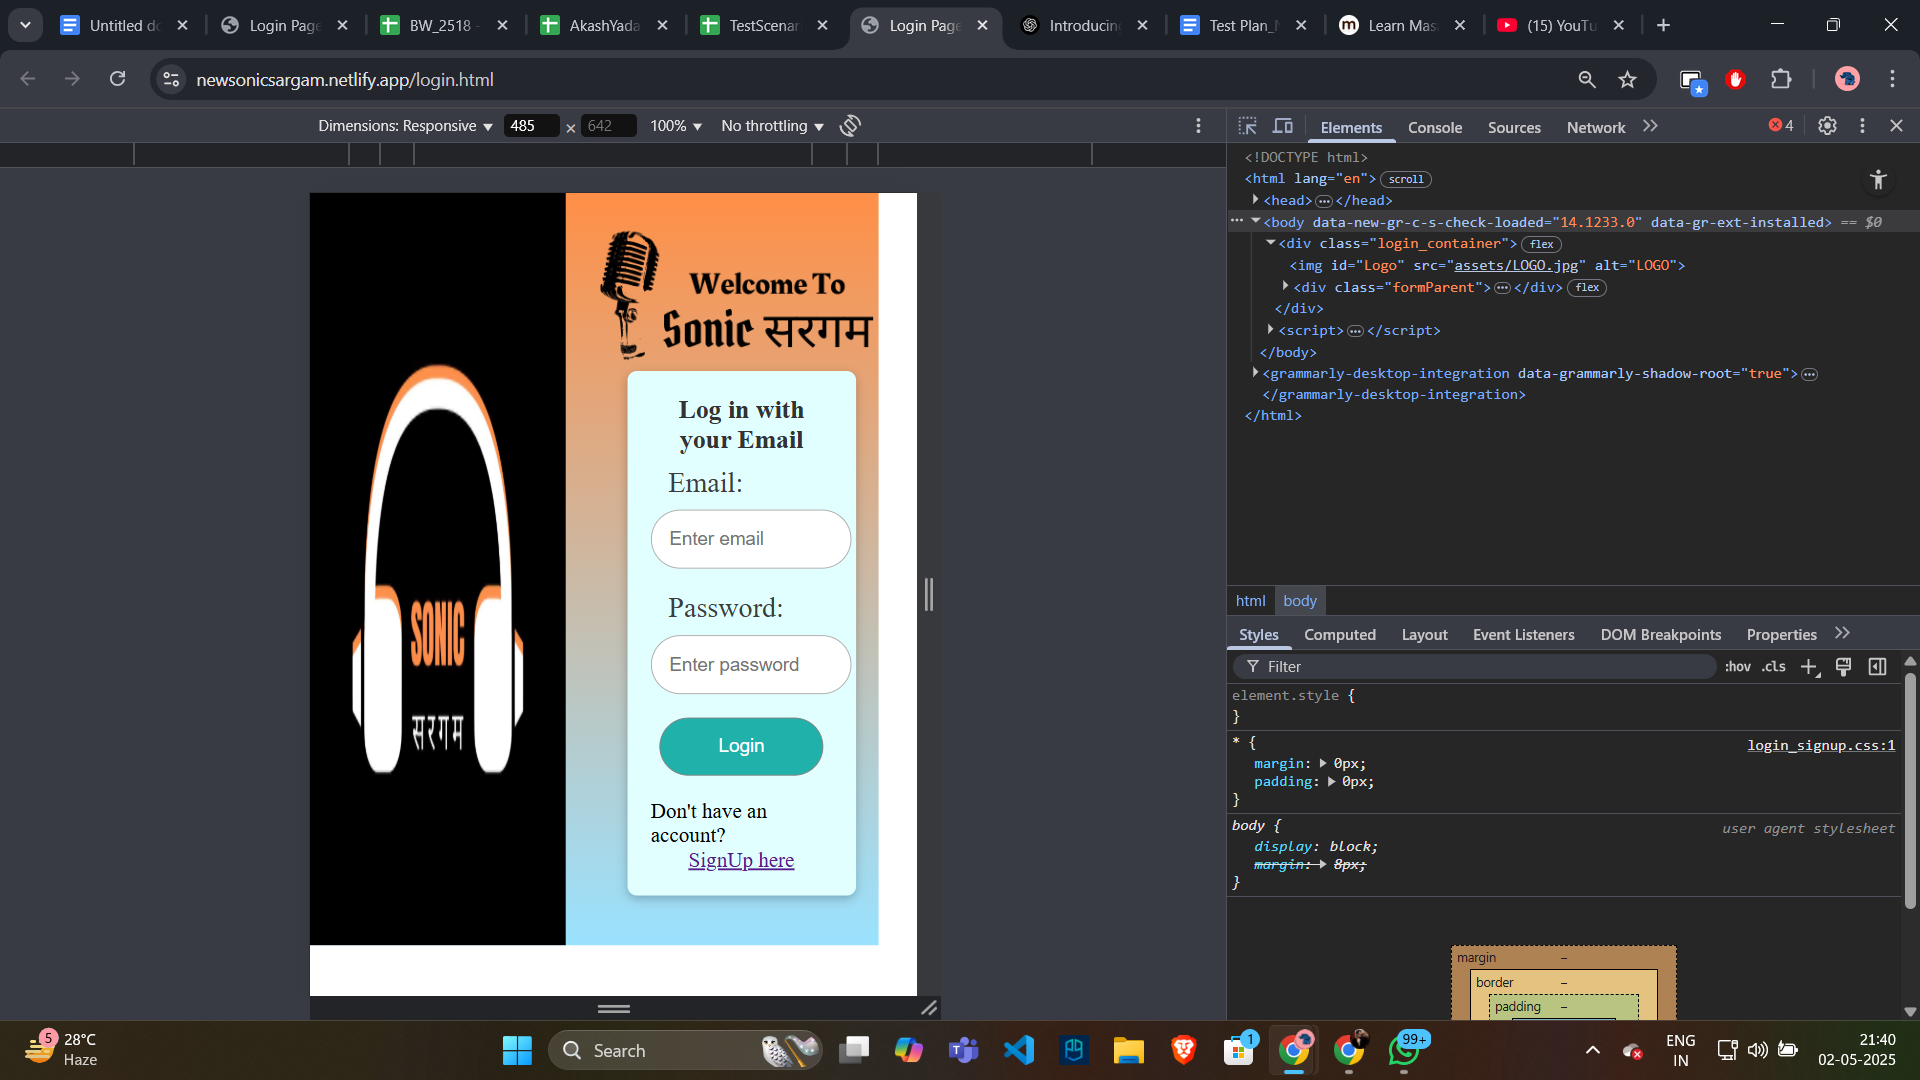 Untitled do
Login Page
BW_2518 -
AkashYada
TestScenar
Login Page
Introducing
Test Plan_N
Learn Mas
(15) YouTu
newsonicsargam.netlify.app/login.html
Dimensions: Responsive 485 × 642 100% No throttling
Elements Console Sources Network 4
<!DOCTYPE html>
<html lang="en"> scroll
<head> ··· </head>
··· <body data-new-gr-c-s-check-loaded="14.1233.0" data-gr-ext-installed> == $0
<div class="login_container"> flex
<img id="Logo" src="assets/LOGO.jpg" alt="LOGO">
<div class="formParent"> ··· </div> flex
</div>
<script> ··· </script>
</body>
<grammarly-desktop-integration data-grammarly-shadow-root="true"> ···
</grammarly-desktop-integration>
</html>
Welcome To
Sonic सरगम
SONIC
सरगम
Log in with
your Email
Email:
Enter email
Password:
Enter password
Login
Don't have an
account?
SignUp here
html body
Styles Computed Layout Event Listeners DOM Breakpoints Properties
Filter :hov .cls
element.style {
}
* { login_signup.css:1
margin: 0px;
padding: 0px;
}
body { user agent stylesheet
display: block;
margin: 8px;
}
margin –
border –
padding –
5
28°C
Haze
Search
1
99+
ENG
IN
21:40
02-05-2025